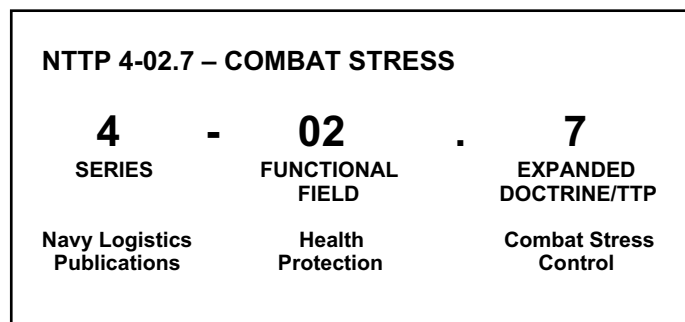 NTTP 4-02.7 – COMBAT STRESS
4 - 02 . 7
SERIES FUNCTIONAL FIELD EXPANDED DOCTRINE/TTP
Navy Logistics Publications Health Protection Combat Stress Control